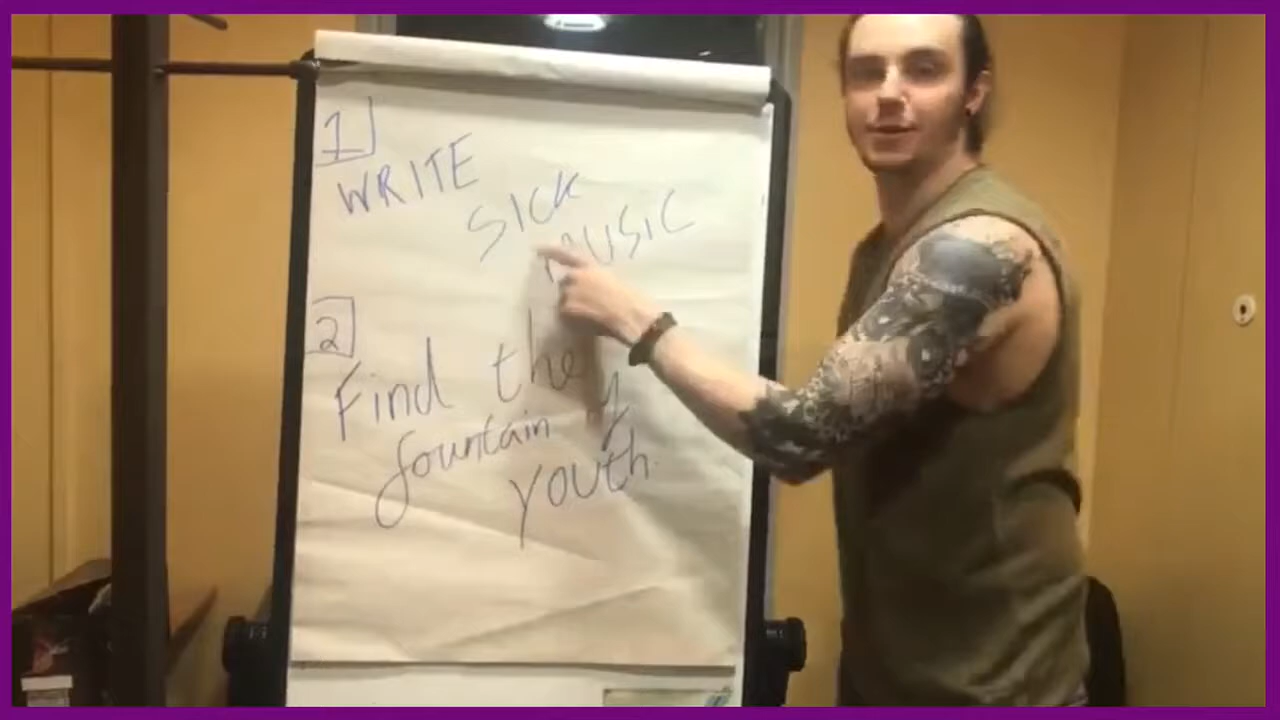 1
WRITE
SICK
MUSIC
2
Find the
fountain of
youth.